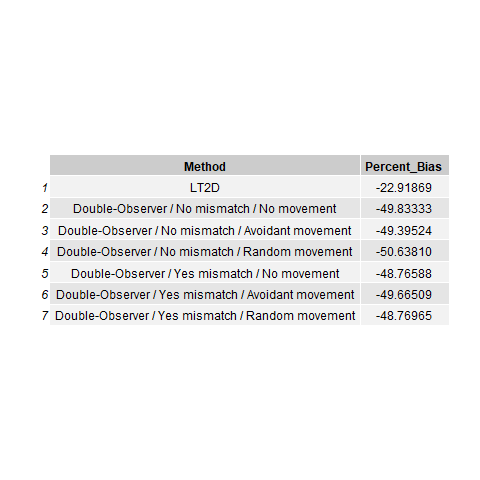 Method Percent_Bias
1 LT2D -22.91869
2 Double-Observer / No mismatch / No movement -49.83333
3 Double-Observer / No mismatch / Avoidant movement -49.39524
4 Double-Observer / No mismatch / Random movement -50.63810
5 Double-Observer / Yes mismatch / No movement -48.76588
6 Double-Observer / Yes mismatch / Avoidant movement -49.66509
7 Double-Observer / Yes mismatch / Random movement -48.76965